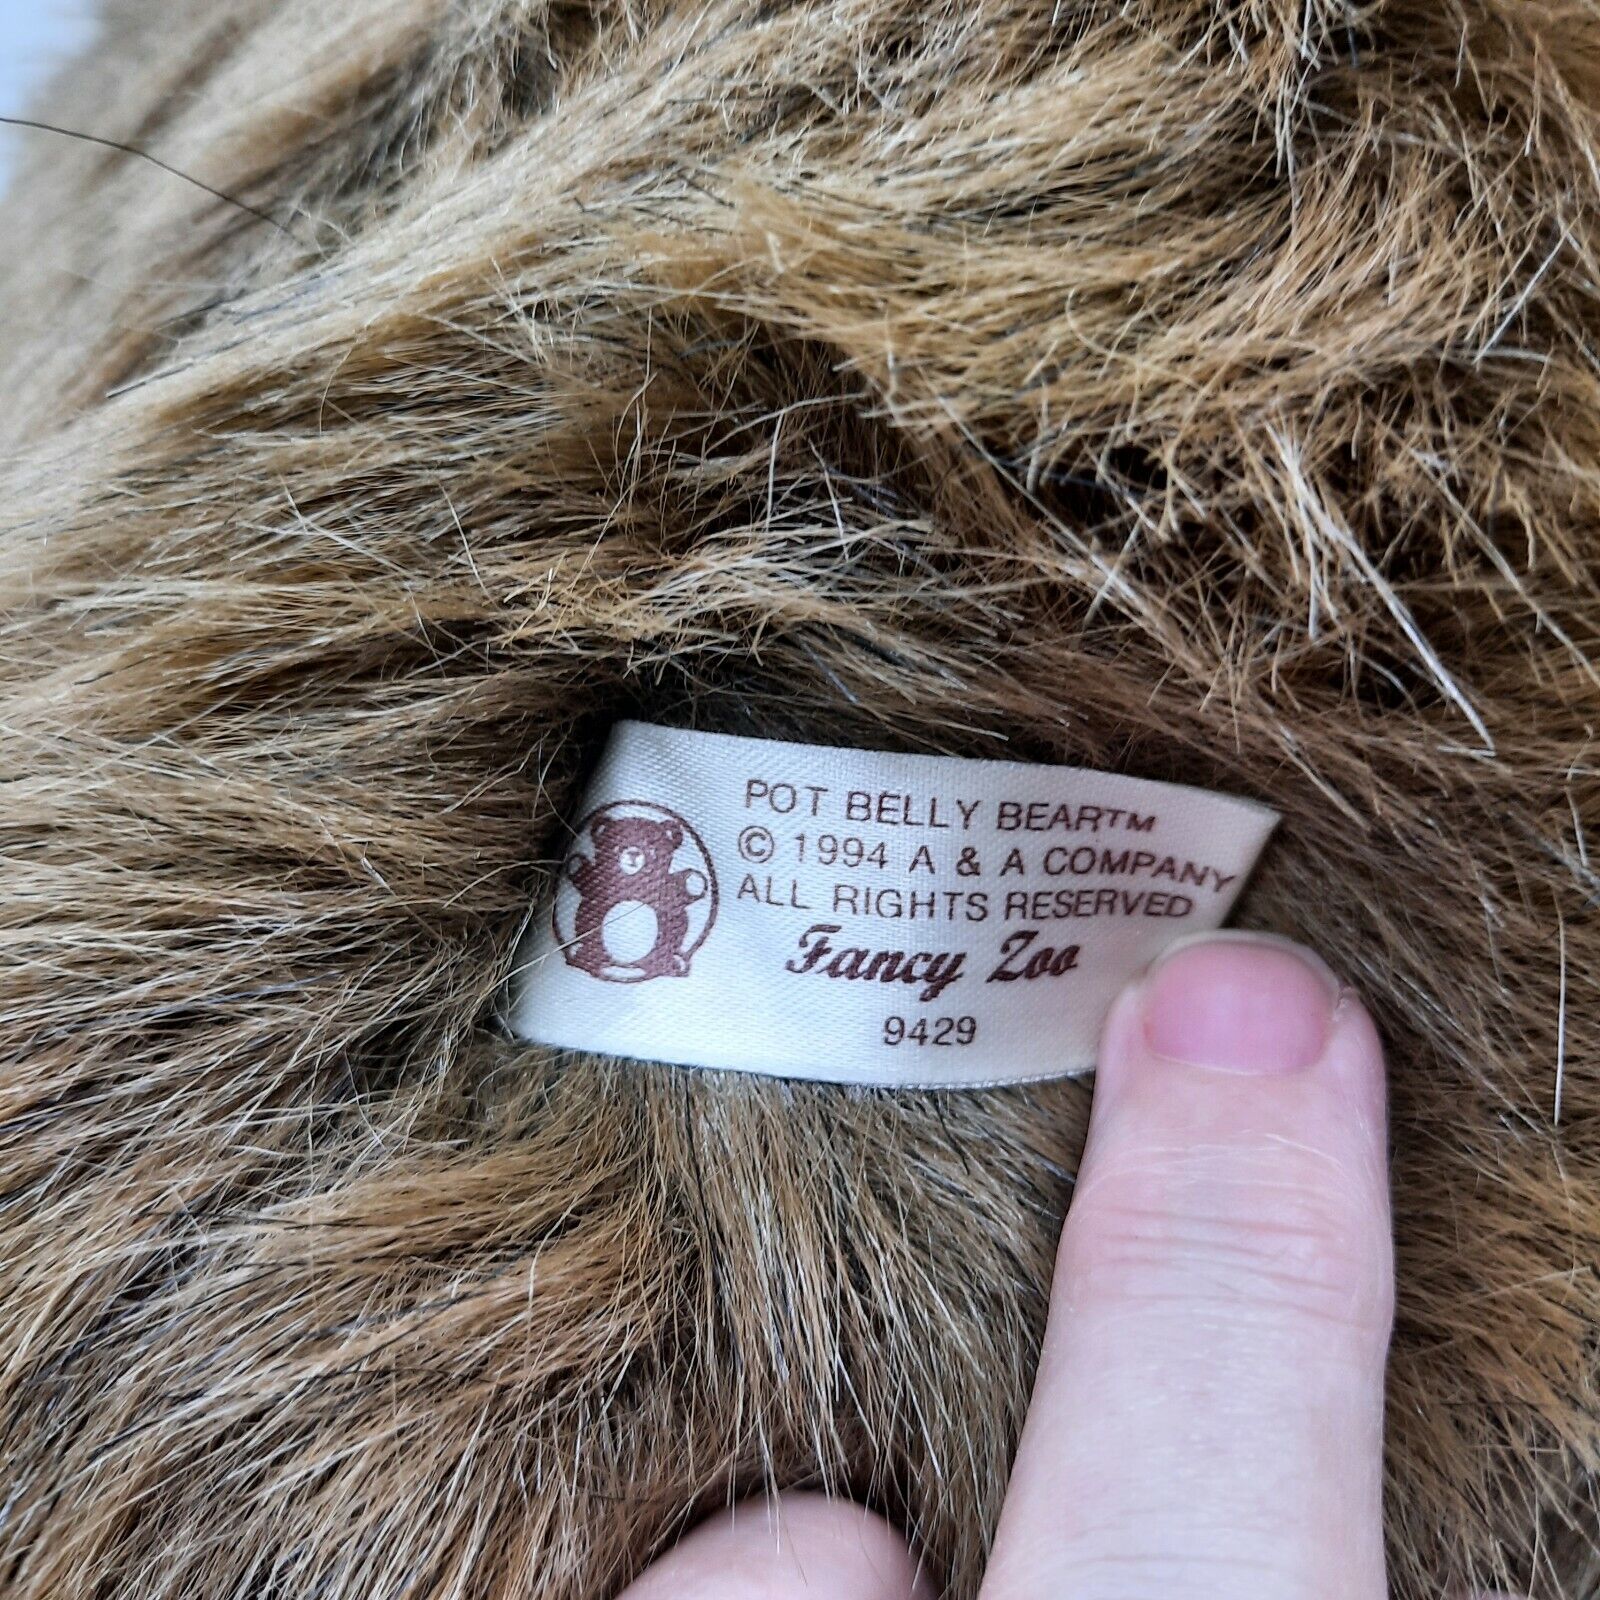 POT BELLY BEAR™
© 1994 A & A COMPANY
ALL RIGHTS RESERVED
Fancy Zoo
9429